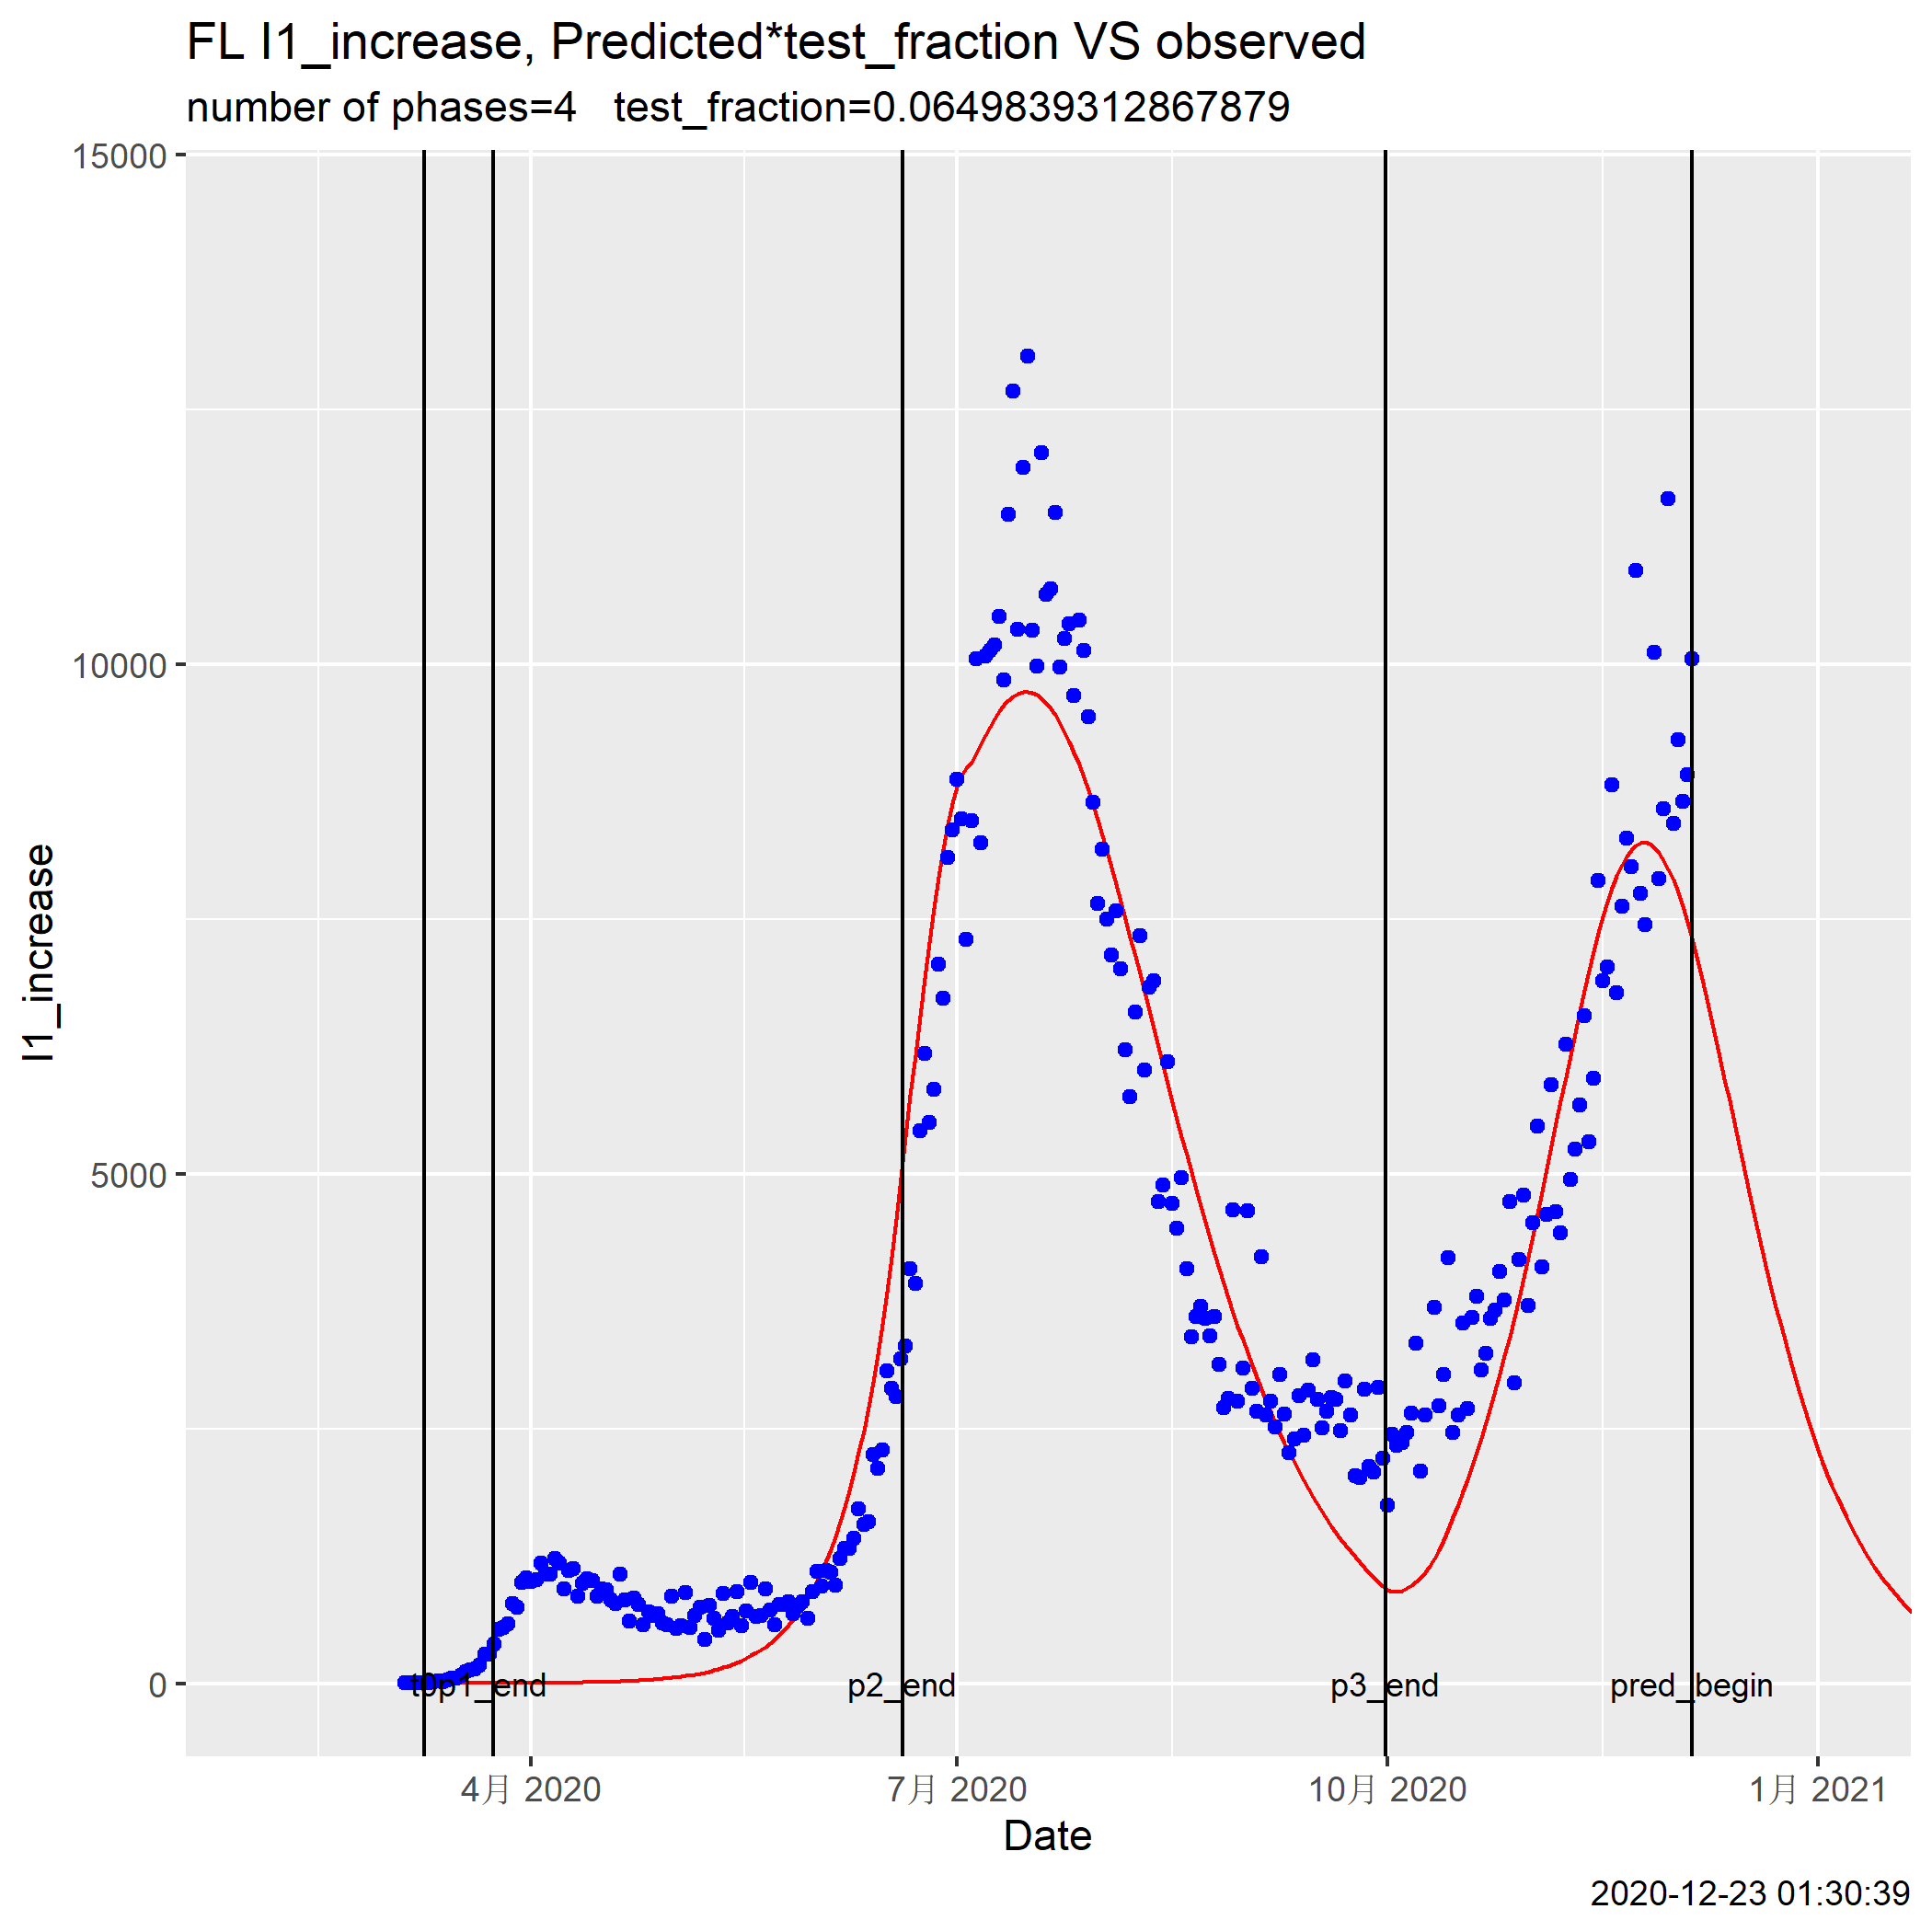 FL I1_increase, Predicted*test_fraction VS observed
number of phases=4   test_fraction=0.0649839312867879
15000
10000
5000
0
I1_increase
t0p1_end
p2_end
p3_end
pred_begin
4月 2020
7月 2020
10月 2020
1月 2021
Date
2020-12-23 01:30:39